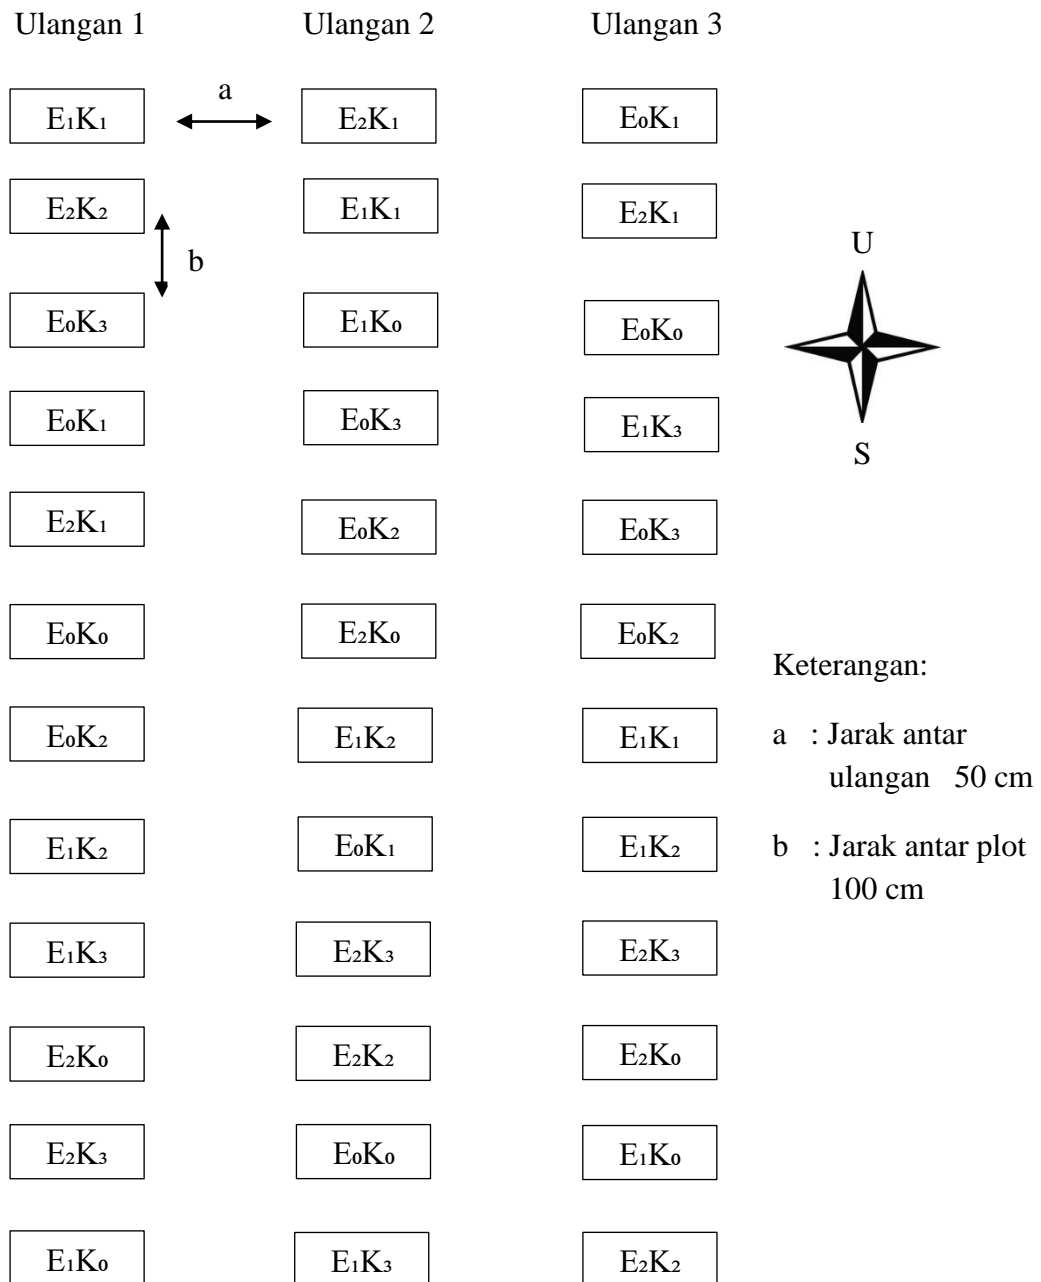 Ulangan 1 Ulangan 2 Ulangan 3
a
E₁K₁ E₂K₁ E₀K₁
E₂K₂ E₁K₁ E₂K₁
U
b
E₀K₃ E₁K₀ E₀K₀
E₀K₁ E₀K₃ E₁K₃
S
E₂K₁ E₀K₂ E₀K₃
E₀K₀ E₂K₀ E₀K₂
Keterangan:
E₀K₂ E₁K₂ E₁K₁
a : Jarak antar
ulangan 50 cm
E₁K₂ E₀K₁ E₁K₂
b : Jarak antar plot
100 cm
E₁K₃ E₂K₃ E₂K₃
E₂K₀ E₂K₂ E₂K₀
E₂K₃ E₀K₀ E₁K₀
E₁K₀ E₁K₃ E₂K₂